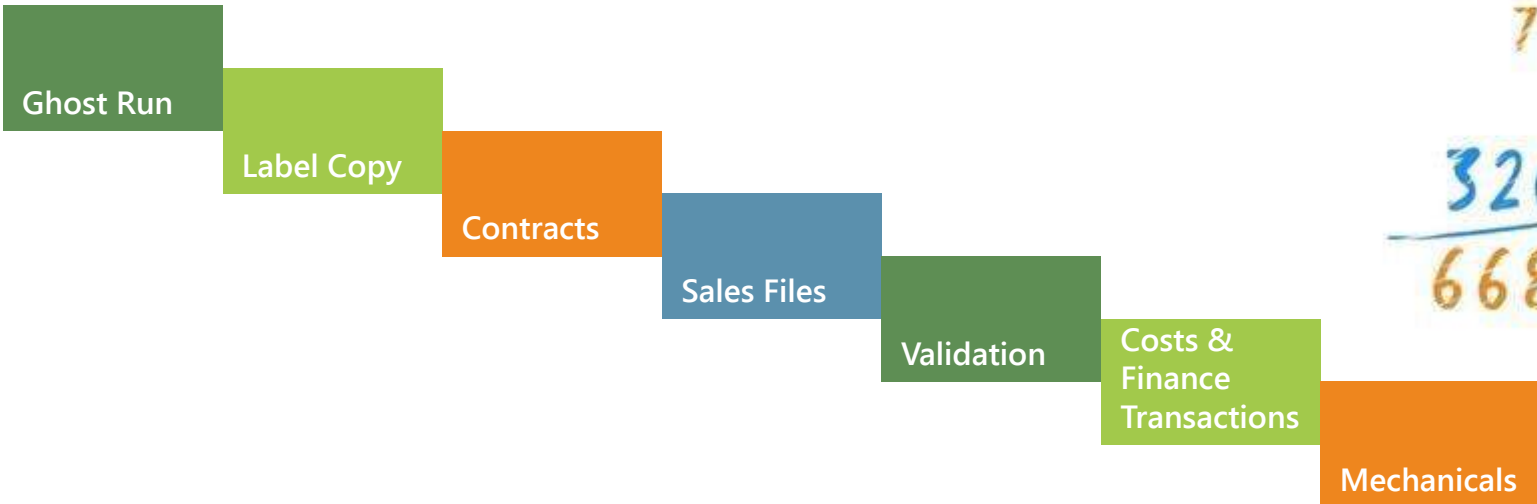 Ghost Run
Label Copy
Contracts
Sales Files
Validation
Costs &
Finance
Transactions
Mechanicals